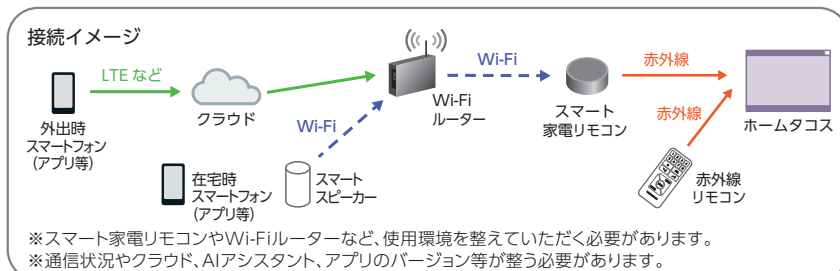 接続イメージ
LTE など
Wi-Fi
赤外線
外出時
スマートフォン
(アプリ等)
クラウド
Wi-Fi
Wi-Fi
ルーター
スマート
家電リモコン
赤外線
ホームタコス
在宅時
スマートフォン
(アプリ等)
スマート
スピーカー
赤外線
リモコン
※スマート家電リモコンやWi-Fiルーターなど、使用環境を整えていただく必要があります。
※通信状況やクラウド、AIアシスタント、アプリのバージョン等が整う必要があります。